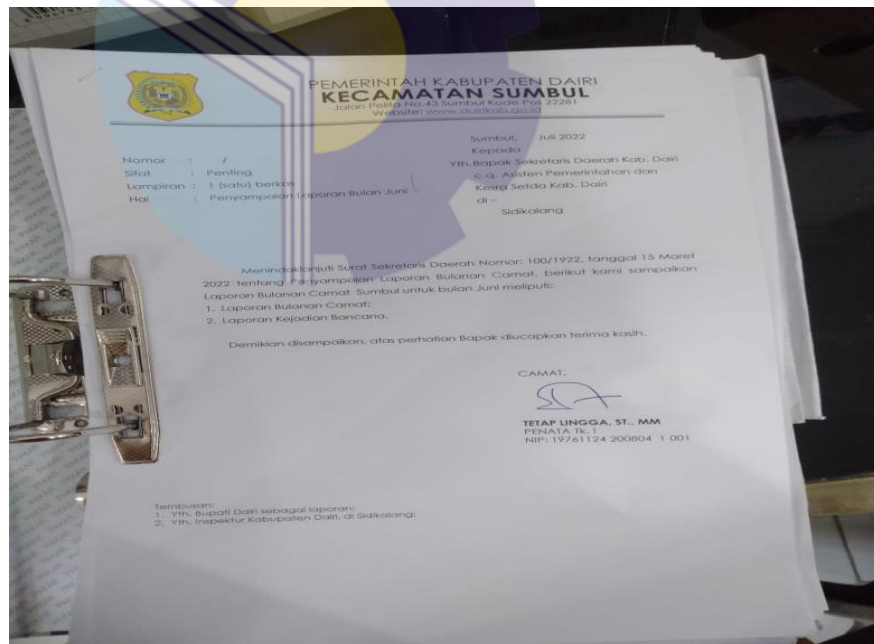 PEMERINTAH KABUPATEN DAIRI
KECAMATAN SUMBUL
Jalan Pelita No.43 Sumbul Kode Pos 22281
Website: www.dairikab.go.id
Sumbul, Juli 2022
Kepada
Nomor : /
Yth. Bapak Sekretaris Daerah Kab. Dairi
Sifat : Penting
c.q. Asisten Pemerintahan dan
Lampiran : 1 (satu) berkas
Kesra Setda Kab. Dairi
Hal : Penyampaian Laporan Bulan Juni
di –
Sidikalang
Menindaklanjuti Surat Sekretaris Daerah Nomor: 100/1922, tanggal 15 Maret
2022 tentang Penyampaian Laporan Bulanan Camat, berikut kami sampaikan
Laporan Bulanan Camat Sumbul untuk bulan Juni meliputi:
1. Laporan Bulanan Camat;
2. Laporan Kejadian Bancana.
Demikian disampaikan, atas perhatian Bapak diucapkan terima kasih.
CAMAT,
TETAP LINGGA, ST., MM
PENATA Tk. I
NIP: 19761124 200804 1 001
Tembusan:
1. Yth. Bupati Dairi sebagai laporan;
2. Yth. Inspektur Kabupaten Dairi, di Sidikalang;